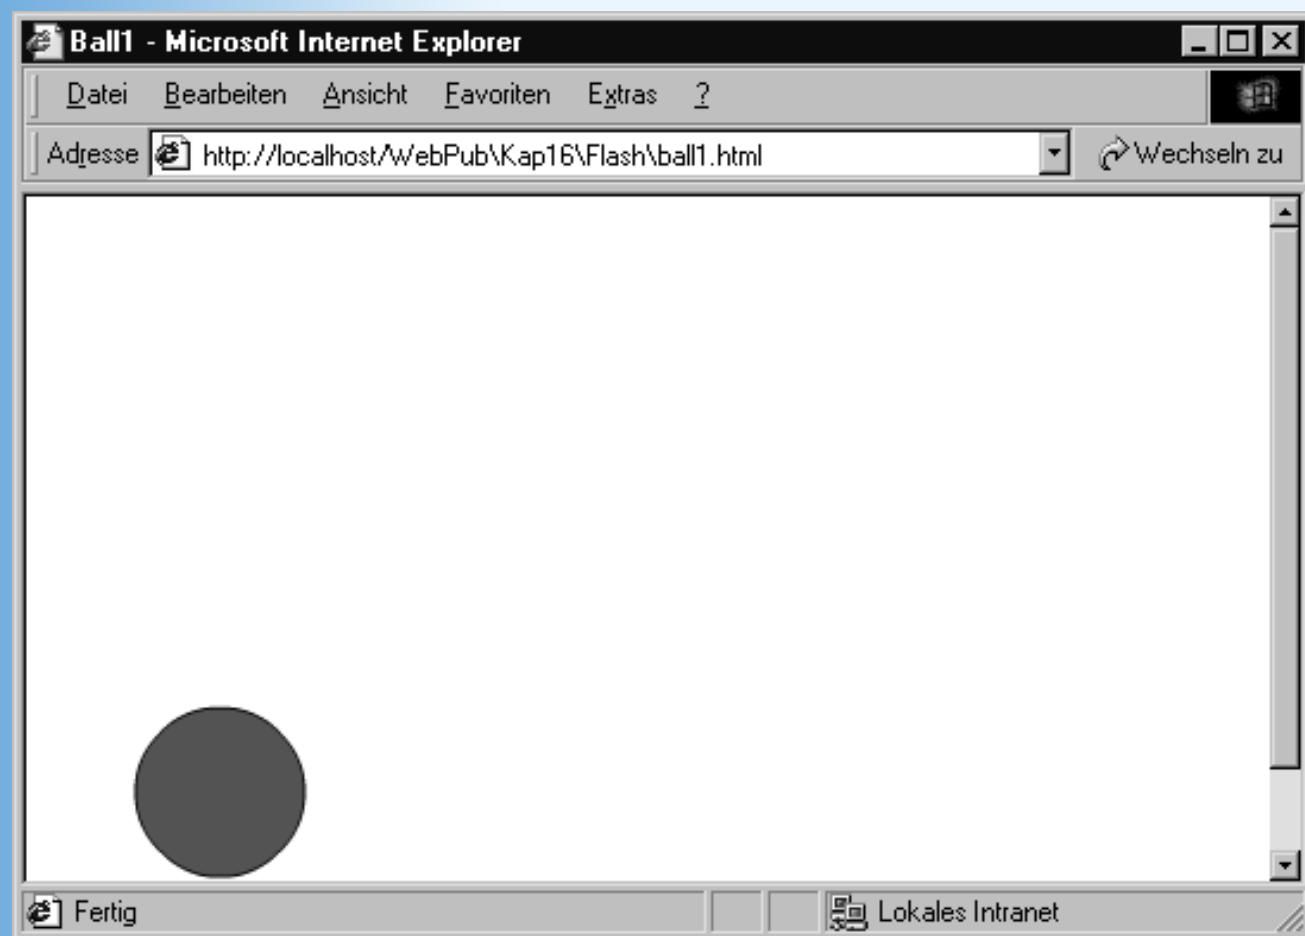 Ball1 - Microsoft Internet Explorer
Datei Bearbeiten Ansicht Favoriten Extras ?
Adresse http://localhost/WebPub\Kap16\Flash\ball1.html Wechseln zu
Fertig Lokales Intranet